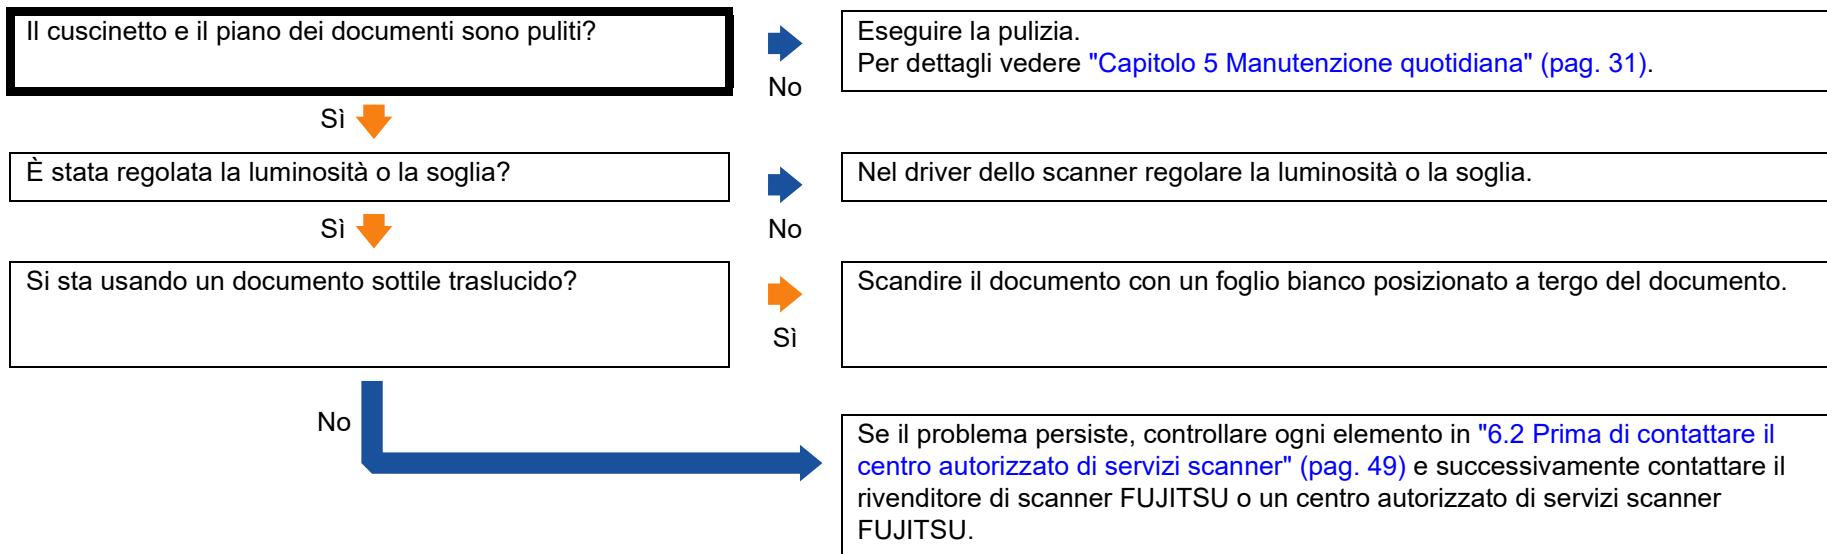 Il cuscinetto e il piano dei documenti sono puliti?
No
Eseguire la pulizia.
Per dettagli vedere "Capitolo 5 Manutenzione quotidiana" (pag. 31).
Sì
È stata regolata la luminosità o la soglia?
No
Nel driver dello scanner regolare la luminosità o la soglia.
Sì
Si sta usando un documento sottile traslucido?
Sì
Scandire il documento con un foglio bianco posizionato a tergo del documento.
No
Se il problema persiste, controllare ogni elemento in "6.2 Prima di contattare il
centro autorizzato di servizi scanner" (pag. 49) e successivamente contattare il
rivenditore di scanner FUJITSU o un centro autorizzato di servizi scanner
FUJITSU.